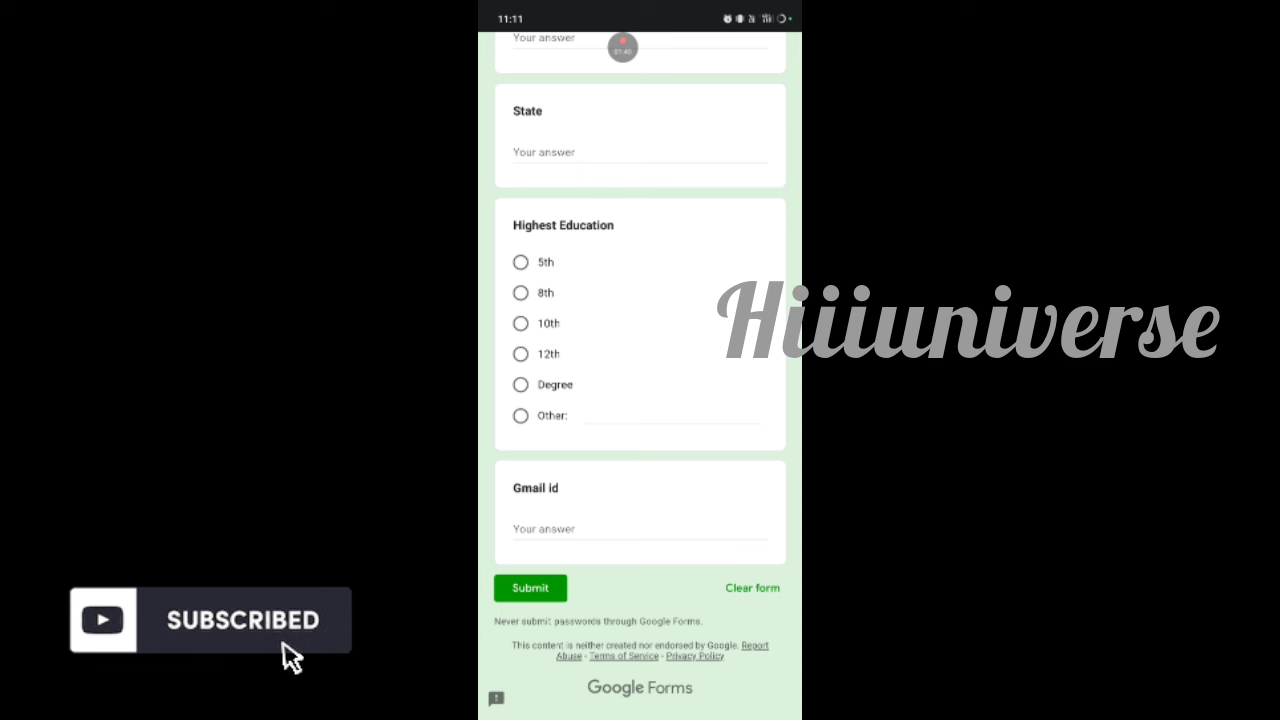 11:11
Your answer
01:40
State
Your answer
Highest Education
5th
8th
10th
12th
Degree
Other:
Hiiiuniverse
Gmail id
Your answer
Submit
Clear form
Never submit passwords through Google Forms.
This content is neither created nor endorsed by Google. Report
Abuse - Terms of Service - Privacy Policy
Google Forms
SUBSCRIBED